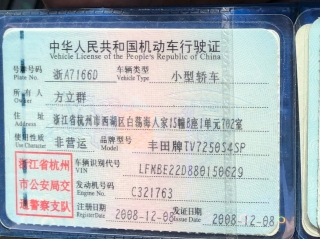 中华人民共和国机动车行驶证
Vehicle License of the People's Republic of China
号牌号码 浙A7166D 车辆类型 小型轿车
Plate No. Vehicle Type
所有人 方立群
Owner
住址 浙江省杭州市西湖区白荡海人家15幢8座1单元702室
Address
使用性质 非营运 品牌型号 丰田牌TV7250S4SP
Use Character Model
浙江省杭州
市公安局交
通警察支队
车辆识别代号 LFMBE22D880150629
VIN
发动机号码 C321763
Engine No.
注册日期 2008-12-08 发证日期 2008-12-08
Register Date Issue Date